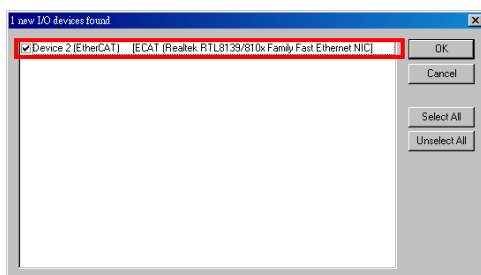 1 new I/O devices found
Device 2 (EtherCAT) [ECAT (Realtek RTL8139/810x Family Fast Ethernet NIC]
OK
Cancel
Select All
Unselect All